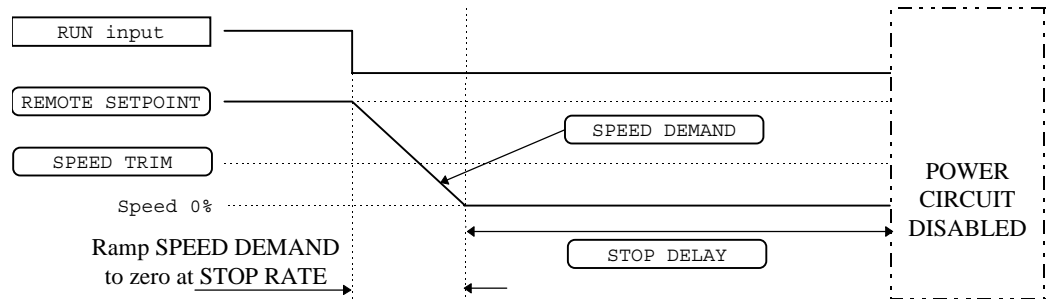 RUN input
REMOTE SETPOINT
SPEED DEMAND
SPEED TRIM
Speed 0%
Ramp SPEED DEMAND
to zero at STOP RATE
STOP DELAY
POWER
CIRCUIT
DISABLED